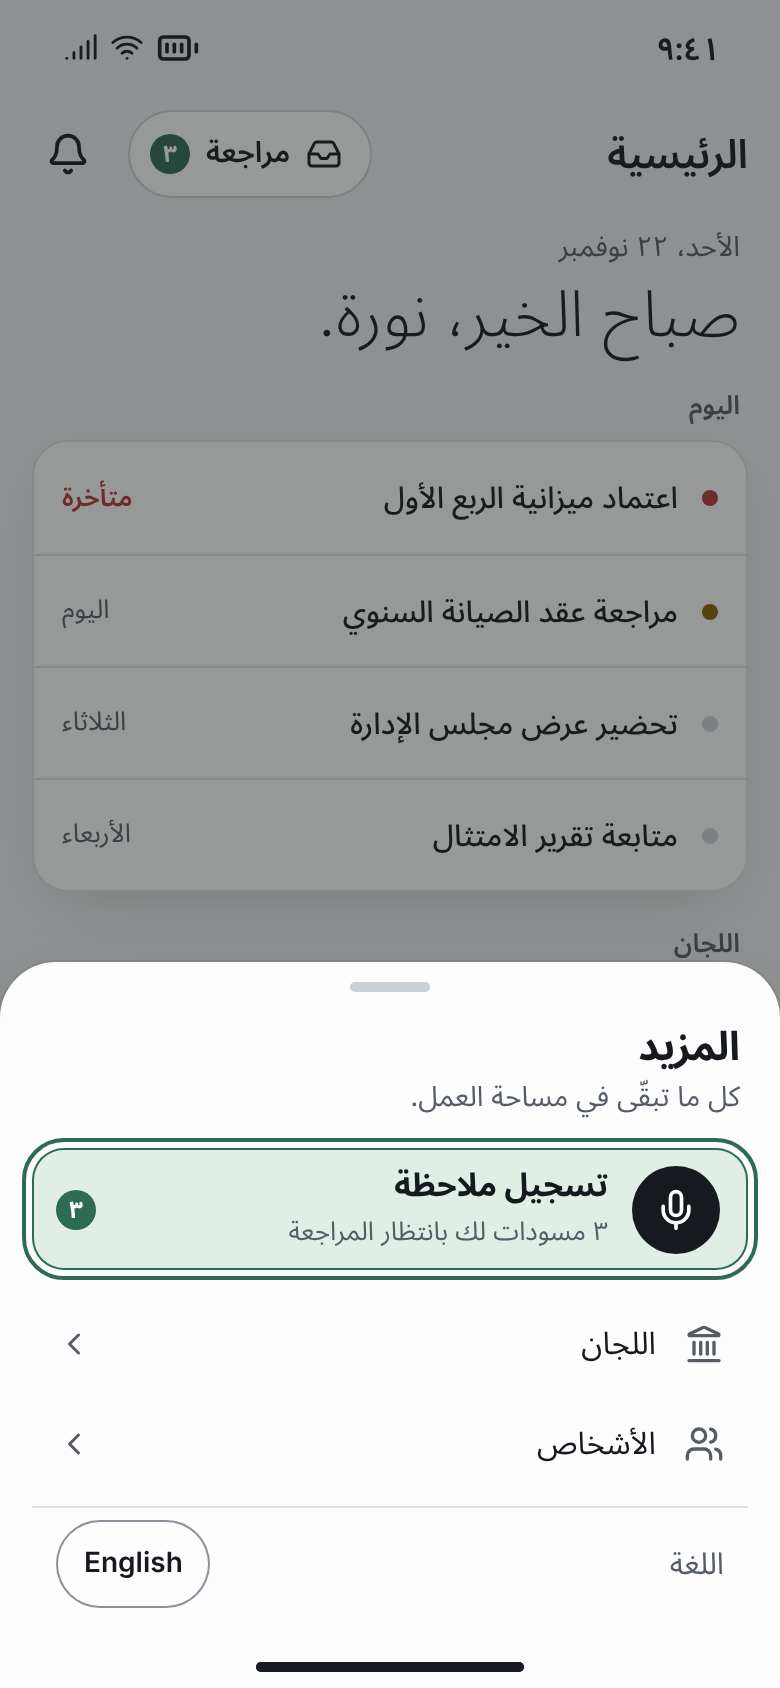 ٩:٤١
الرئيسية
مراجعة ٣
الأحد، ٢٢ نوفمبر
صباح الخير، نورة.
اليوم
اعتماد ميزانية الربع الأول متأخرة
مراجعة عقد الصيانة السنوي اليوم
تحضير عرض مجلس الإدارة الثلاثاء
متابعة تقرير الامتثال الأربعاء
اللجان
المزيد
كل ما تبقّى في مساحة العمل.
تسجيل ملاحظة
٣ مسودات لك بانتظار المراجعة
٣
اللجان
الأشخاص
اللغة English